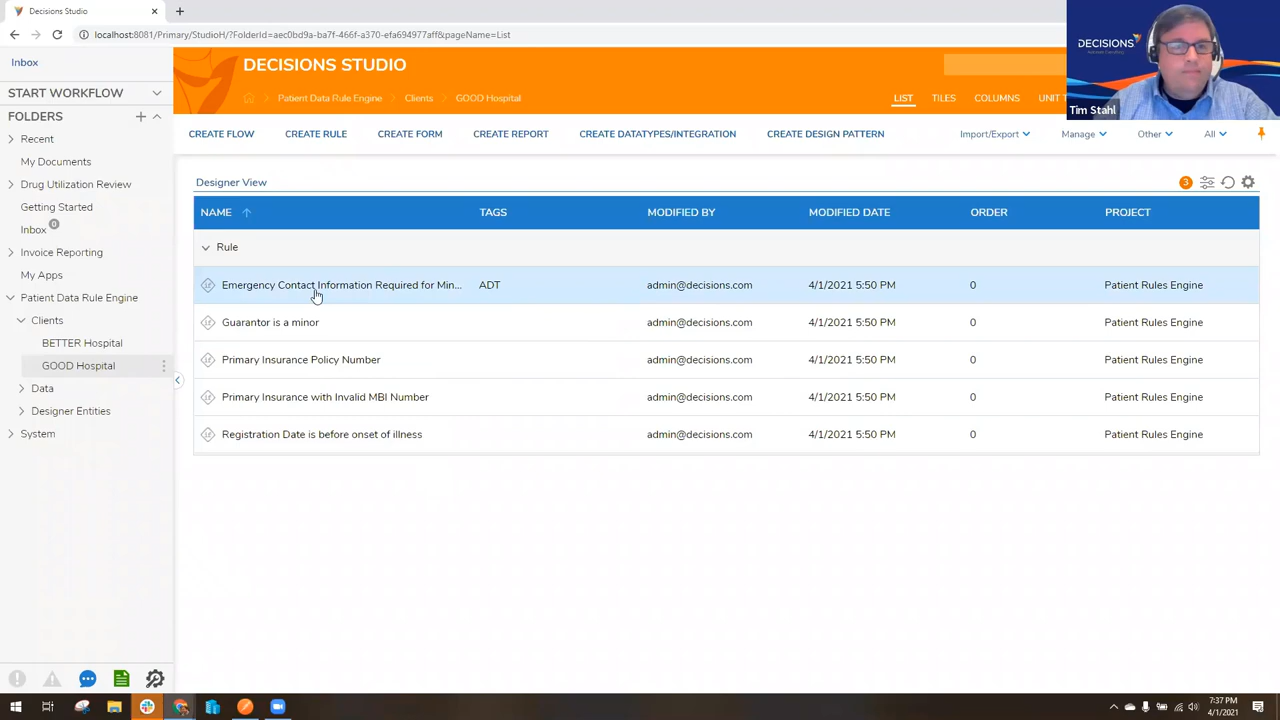 Decisions Studio
localhost:8081/Primary/StudioH/?FolderId=aec0bd9a-ba7f-466f-a370-efa694977aff&pageName=List
Inbox
START WORKFLOW
FOLDERS
Recent
My Documents
Drug Utilization Review
Getting Started
Inbox 0
Invoice Reporting
My Apps
Patient Data Rule Engine
Clients
BETTER Hospital
GOOD Hospital
Data
Designer Entities
System
DECISIONS STUDIO
Patient Data Rule Engine Clients GOOD Hospital
LIST TILES COLUMNS UNIT T
CREATE FLOW CREATE RULE CREATE FORM CREATE REPORT CREATE DATATYPES/INTEGRATION CREATE DESIGN PATTERN Import/Export Manage Other All
Designer View 3
NAME TAGS MODIFIED BY MODIFIED DATE ORDER PROJECT
Rule
Emergency Contact Information Required for Min... ADT admin@decisions.com 4/1/2021 5:50 PM 0 Patient Rules Engine
Guarantor is a minor admin@decisions.com 4/1/2021 5:50 PM 0 Patient Rules Engine
Primary Insurance Policy Number admin@decisions.com 4/1/2021 5:50 PM 0 Patient Rules Engine
Primary Insurance with Invalid MBI Number admin@decisions.com 4/1/2021 5:50 PM 0 Patient Rules Engine
Registration Date is before onset of illness admin@decisions.com 4/1/2021 5:50 PM 0 Patient Rules Engine
DECISIONS
Tim Stahl
7:37 PM
4/1/2021